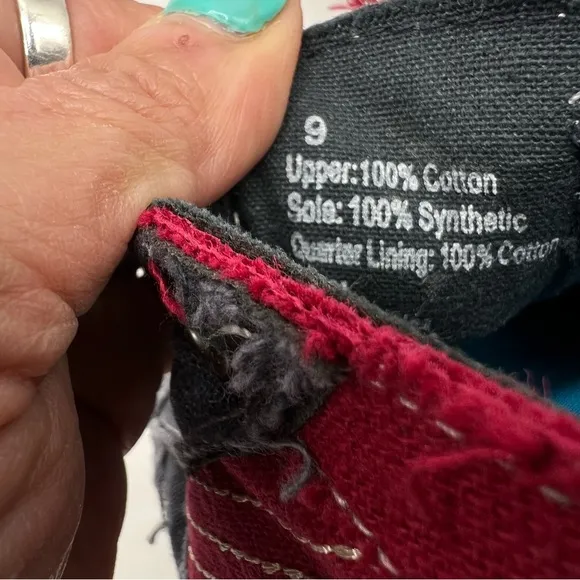 9
Upper:100% Cotton
Sole: 100% Synthetic
Quarter Lining: 100% Cotton